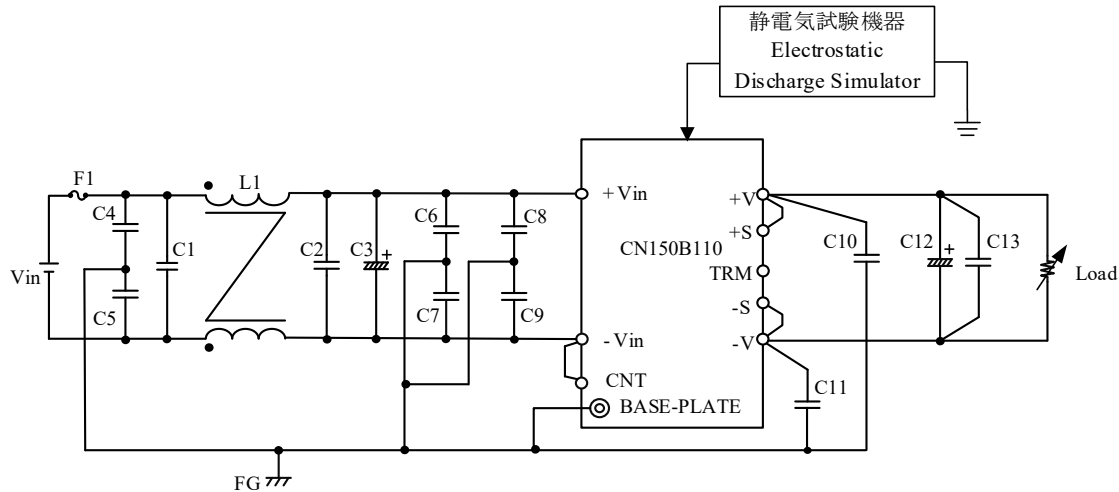 静電気試験機器
Electrostatic
Discharge Simulator
F1
L1
C4
C1
C5
Vin
C2
C3
+
C6
C7
C8
C9
+Vin
-Vin
CNT
BASE-PLATE
CN150B110
+V
+S
TRM
-S
-V
C10
C11
C12
+
C13
Load
FG